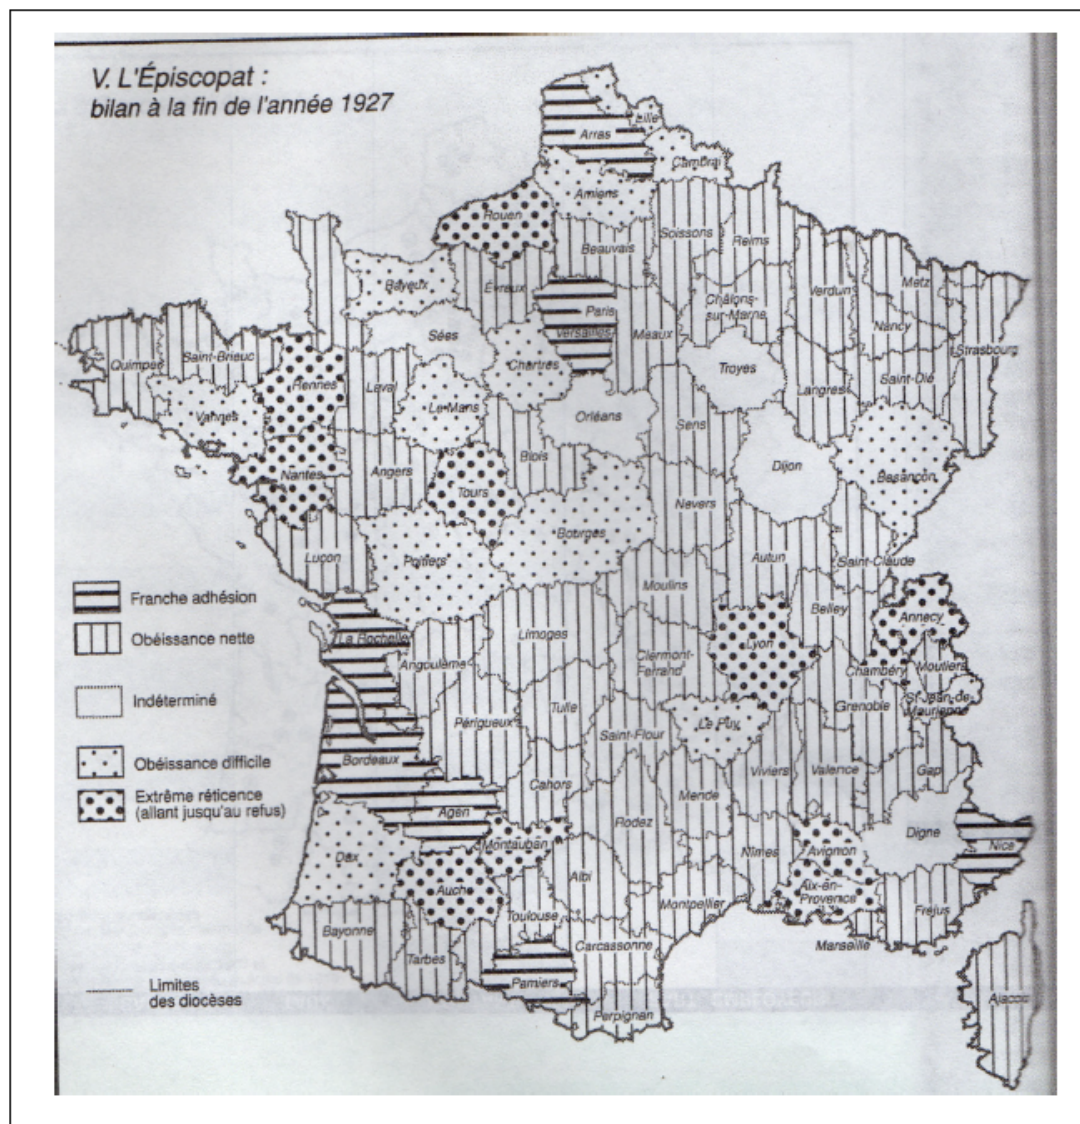 V. L'Épiscopat :
bilan à la fin de l'année 1927
Lille
Arras
Cambrai
Amiens
Rouen
Soissons
Reims
Beauvais
Bayeux
Évreux
Paris
Versailles
Meaux
Châlons-
sur-Marne
Verdun
Metz
Nancy
Strasbourg
Sées
Quimper
Saint-Brieuc
Rennes
Laval
Le Mans
Chartres
Troyes
Saint-Dié
Langres
Vannes
Orléans
Sens
Blois
Dijon
Besançon
Nantes
Angers
Tours
Nevers
Bourges
Luçon
Poitiers
Autun
Saint-Claude
Moulins
Belley
Annecy
Franche adhésion
La Rochelle
Limoges
Obéissance nette
Angoulême
Clermont-
Ferrand
Lyon
Chambéry
Moutiers
St-Jean-de-
Maurienne
Indéterminé
Périgueux
Tulle
Saint-Flour
Le Puy
Grenoble
Obéissance difficile
Bordeaux
Cahors
Viviers
Valence
Gap
Extrême réticence
(allant jusqu'au refus)
Agen
Mende
Rodez
Digne
Nice
Montauban
Dax
Albi
Nîmes
Avignon
Auch
Aix-en-
Provence
Toulouse
Montpellier
Fréjus
Bayonne
Tarbes
Carcassonne
Marseille
Pamiers
Limites
des diocèses
Perpignan
Ajaccio